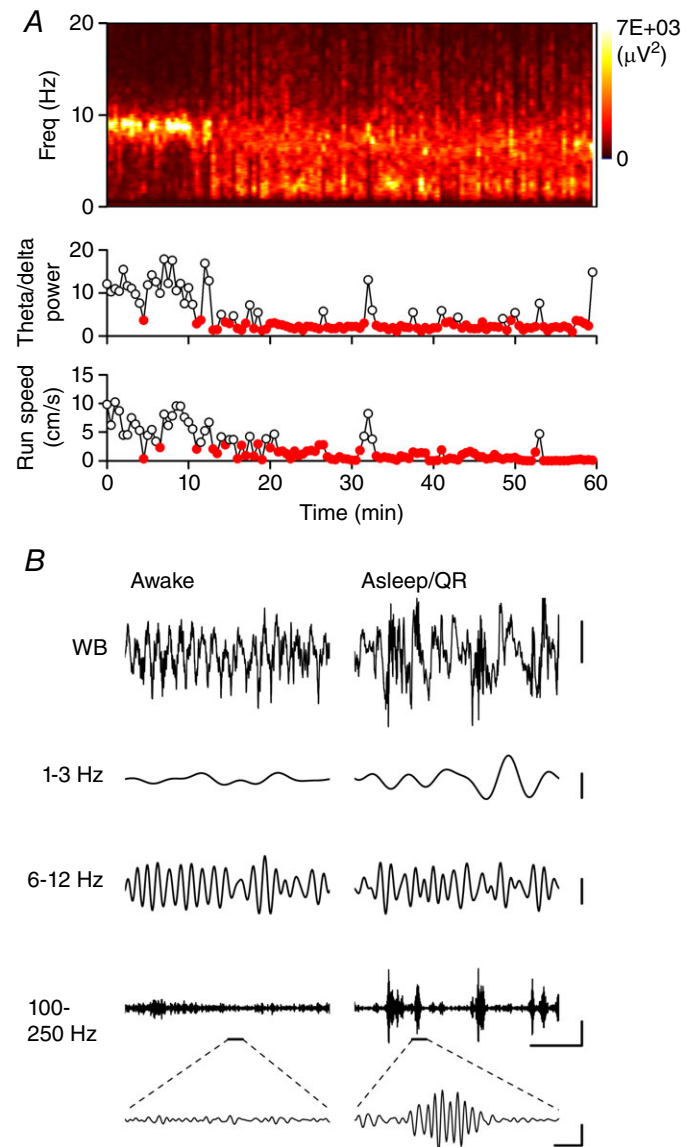 A
20
10
0
Freq (Hz)
7E+03
(μV²)
0
20
10
0
Theta/delta
power
15
10
5
0
Run speed
(cm/s)
0 10 20 30 40 50 60
Time (min)
B
Awake Asleep/QR
WB
1-3 Hz
6-12 Hz
100-
250 Hz